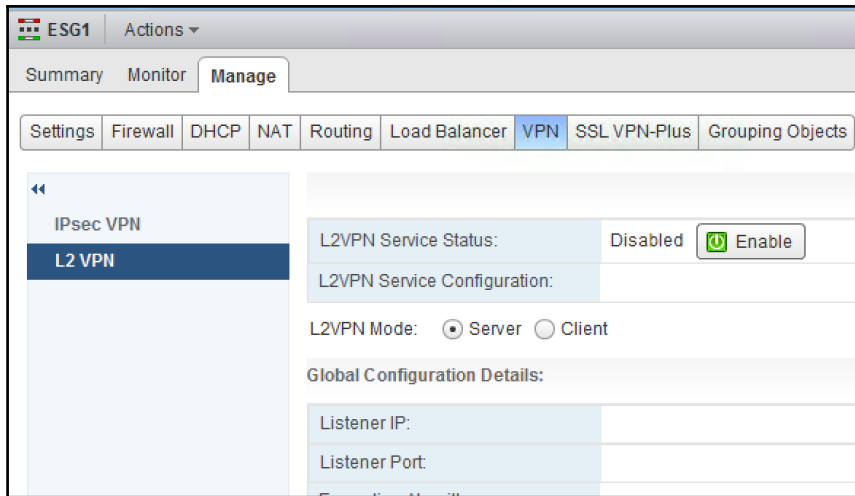 ESG1 Actions
Summary Monitor Manage
Settings Firewall DHCP NAT Routing Load Balancer VPN SSL VPN-Plus Grouping Objects
IPsec VPN
L2 VPN
L2VPN Service Status: Disabled Enable
L2VPN Service Configuration:
L2VPN Mode: Server Client
Global Configuration Details:
Listener IP:
Listener Port: